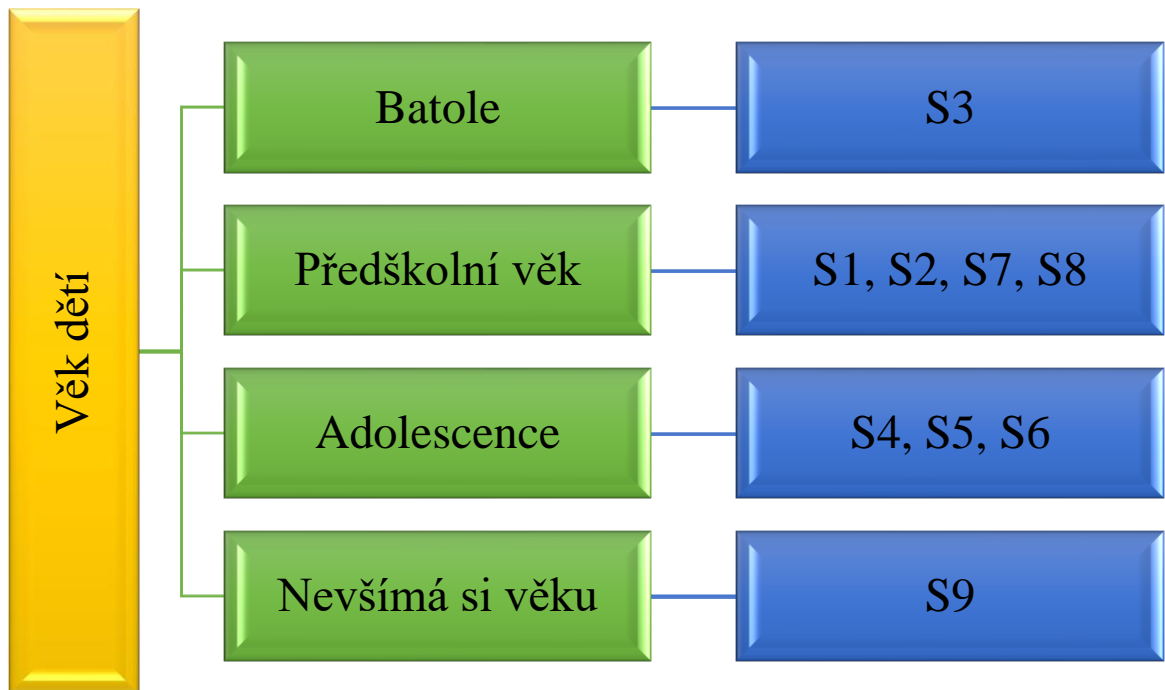 Věk dětí
Batole
S3
Předškolní věk
S1, S2, S7, S8
Adolescence
S4, S5, S6
Nevšímá si věku
S9